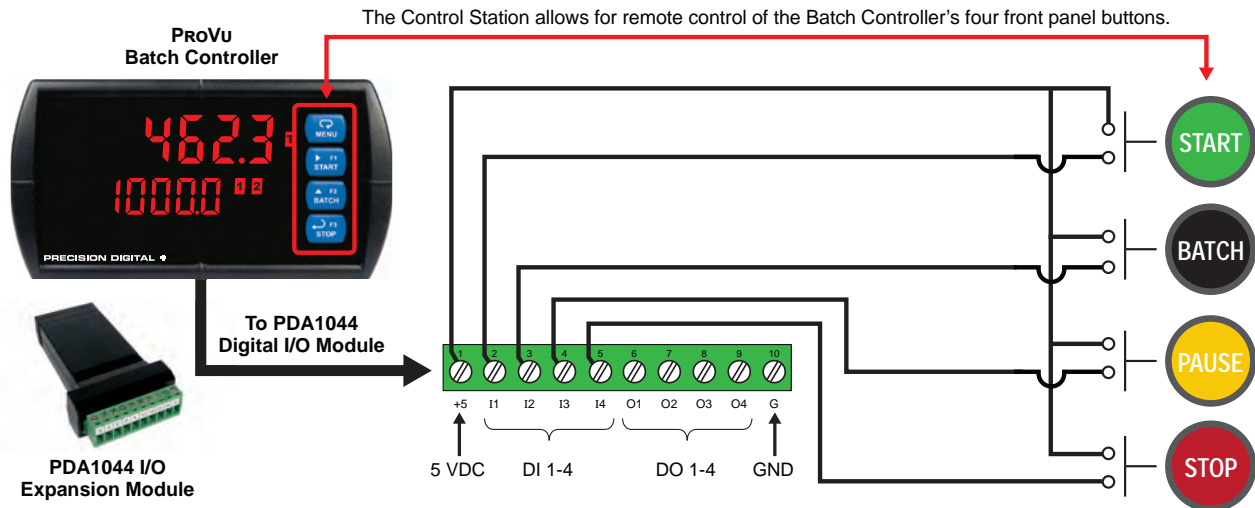 The Control Station allows for remote control of the Batch Controller's four front panel buttons.
PROVU
Batch Controller
462.3
1
1000.0
1 2
MENU
F1
START
F2
BATCH
F3
STOP
PRECISION DIGITAL
To PDA1044
Digital I/O Module
PDA1044 I/O
Expansion Module
1 2 3 4 5 6 7 8 9 10
+5 I1 I2 I3 I4 O1 O2 O3 O4 G
5 VDC DI 1-4 DO 1-4 GND
START
BATCH
PAUSE
STOP